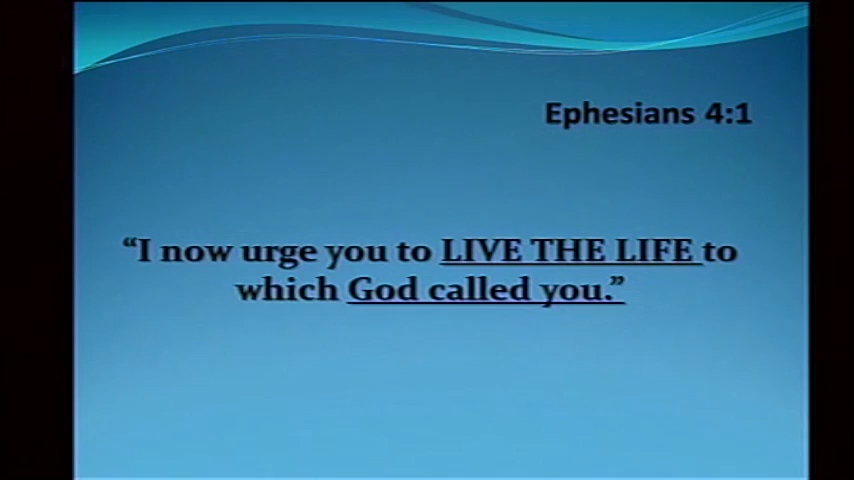 Ephesians 4:1
“I now urge you to LIVE THE LIFE to
which God called you.”